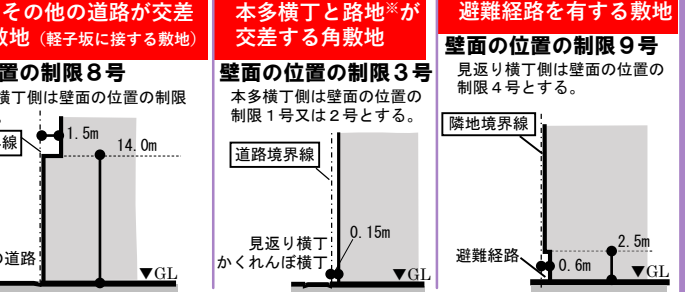 その他の道路が交差
敷地（軽子坂に接する敷地）
置の制限８号
横丁側は壁面の位置の制限
線
1.5m
14.0m
の道路
▼GL
本多横丁と路地※が
交差する角敷地
壁面の位置の制限３号
本多横丁側は壁面の位置の
制限１号又は２号とする。
道路境界線
0.15m
見返り横丁
かくれんぼ横丁
▼GL
避難経路を有する敷地
壁面の位置の制限９号
見返り横丁側は壁面の位置の
制限４号とする。
隣地境界線
2.5m
避難経路
0.6m
▼GL